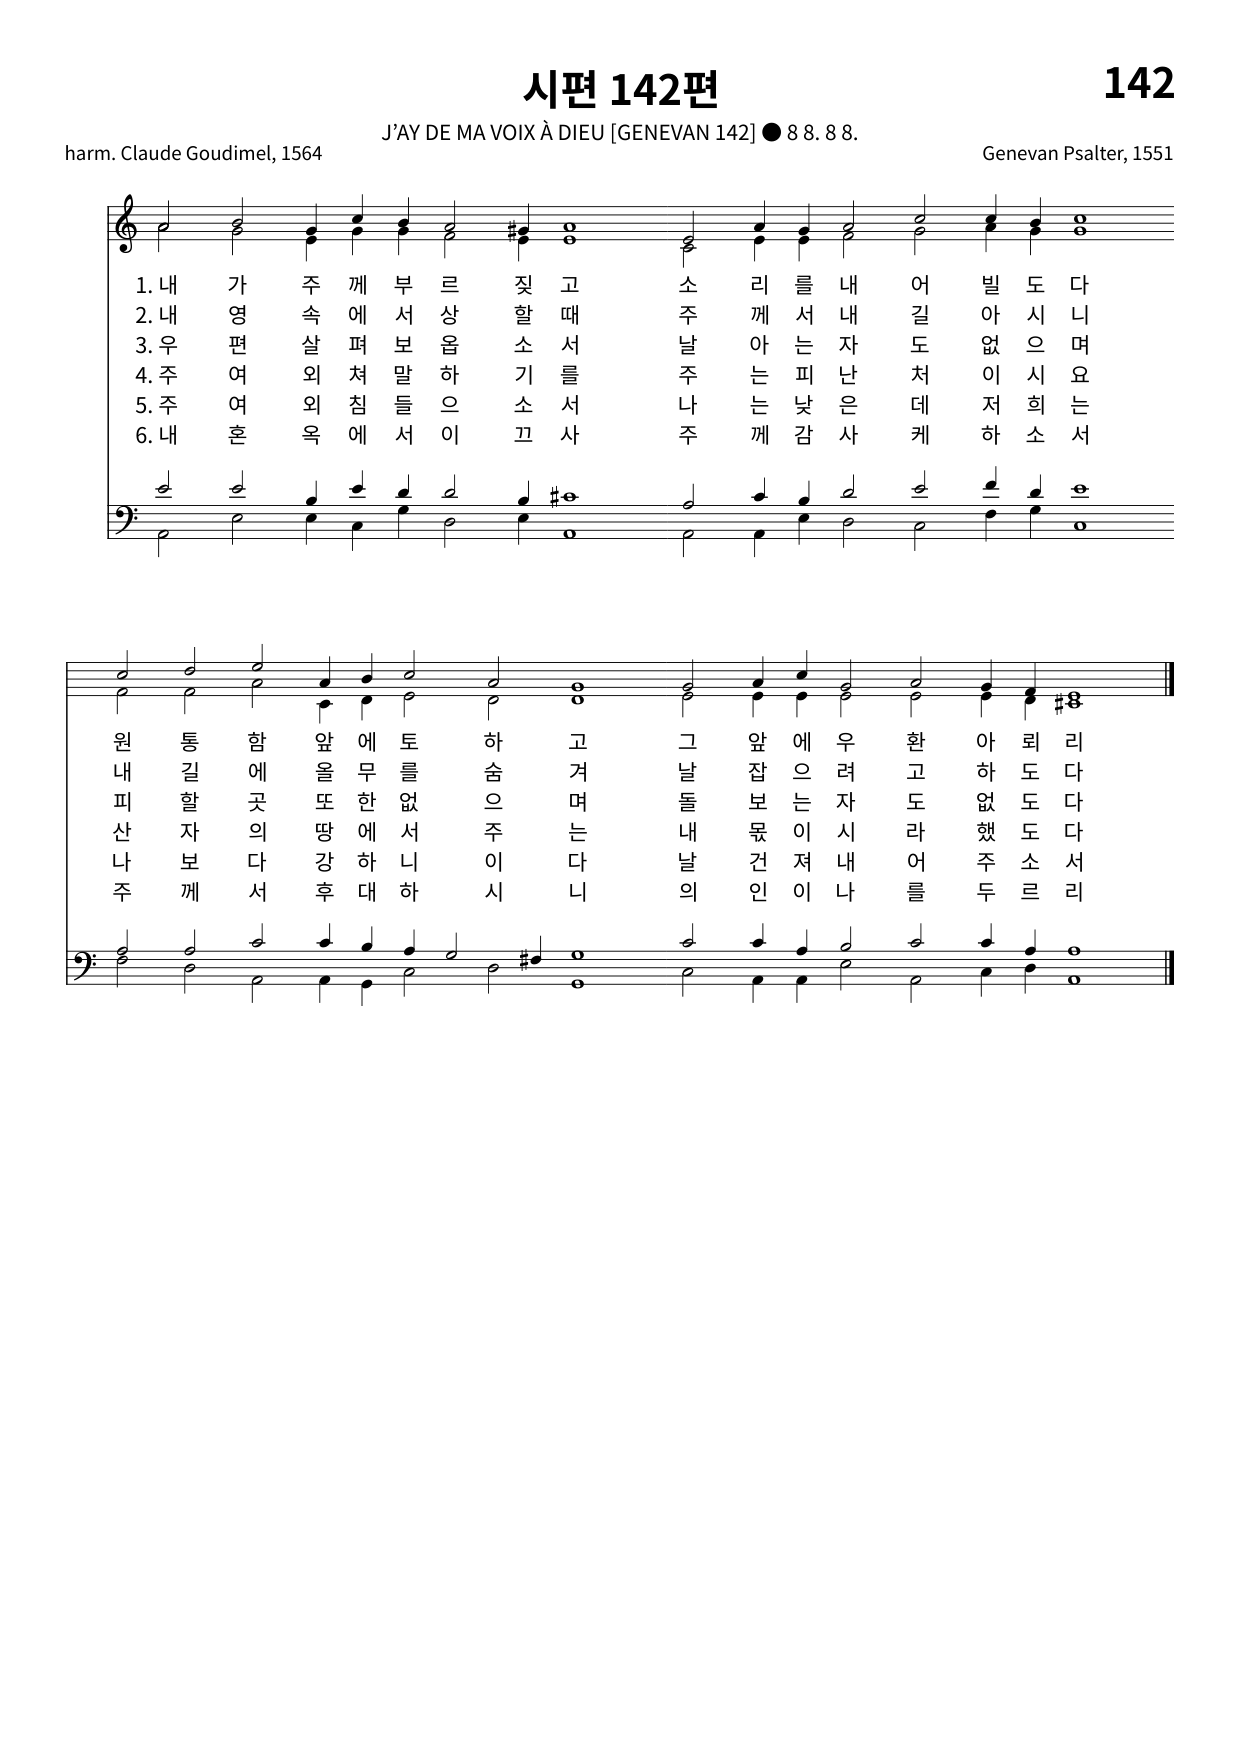 142
시편 142편
J’AY DE MA VOIX À DIEU [GENEVAN 142] ● 8 8. 8 8.
harm. Claude Goudimel, 1564
Genevan Psalter, 1551
1. 내 가 주 께 부 르 짖 고 소 리 를 내 어 빌 도 다
2. 내 영 속 에 서 상 할 때 주 께 서 내 길 아 시 니
3. 우 편 살 펴 보 옵 소 서 날 아 는 자 도 없 으 며
4. 주 여 외 쳐 말 하 기 를 주 는 피 난 처 이 시 요
5. 주 여 외 침 들 으 소 서 나 는 낮 은 데 저 희 는
6. 내 혼 옥 에 서 이 끄 사 주 께 감 사 케 하 소 서
원 통 함 앞 에 토 하 고 그 앞 에 우 환 아 뢰 리
내 길 에 올 무 를 숨 겨 날 잡 으 려 고 하 도 다
피 할 곳 또 한 없 으 며 돌 보 는 자 도 없 도 다
산 자 의 땅 에 서 주 는 내 몫 이 시 라 했 도 다
나 보 다 강 하 니 이 다 날 건 져 내 어 주 소 서
주 께 서 후 대 하 시 니 의 인 이 나 를 두 르 리